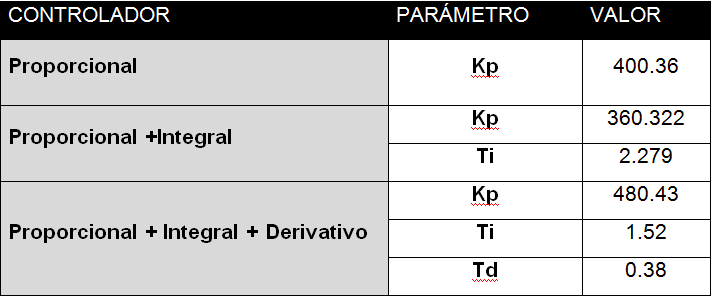 CONTROLADOR PARÁMETRO VALOR
Proporcional Kp 400.36
Proporcional +Integral Kp 360.322
Ti 2.279
Proporcional + Integral + Derivativo Kp 480.43
Ti 1.52
Td 0.38